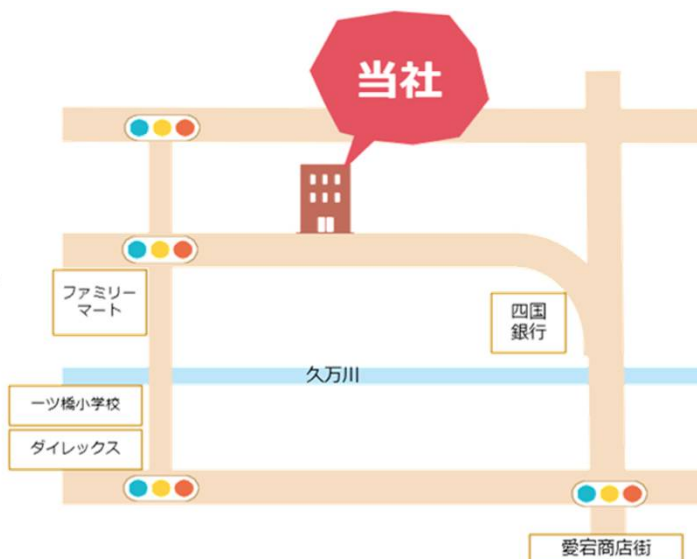 当社
ファミリー
マート
四国
銀行
久万川
一ツ橋小学校
ダイレックス
愛宕商店街